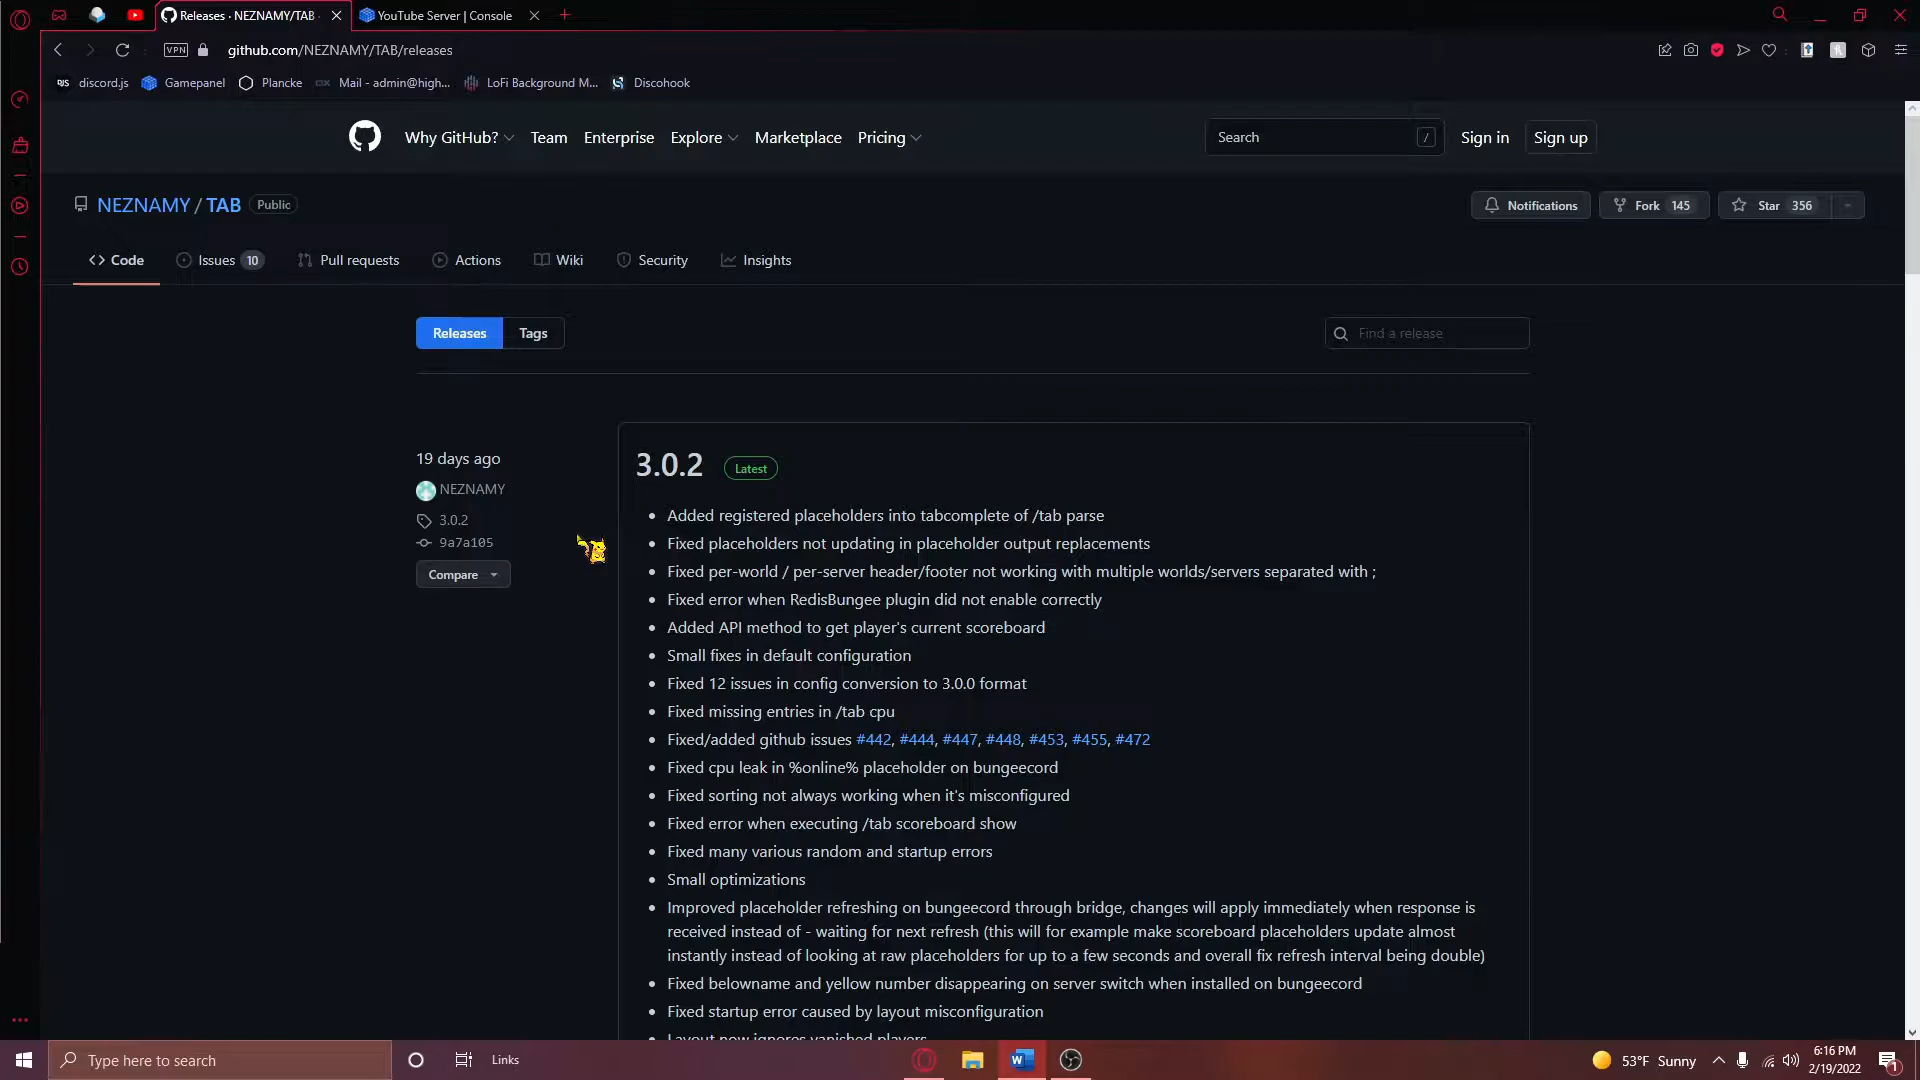 Releases · NEZNAMY/TAB
YouTube Server | Console
VPN
github.com/NEZNAMY/TAB/releases
DJS discord.js
Gamepanel
Plancke
OX Mail - admin@high...
LoFi Background M...
Discohook
Why GitHub?
Team
Enterprise
Explore
Marketplace
Pricing
Search /
Sign in
Sign up
NEZNAMY / TAB Public
Notifications
Fork 145
Star 356
Code
Issues 10
Pull requests
Actions
Wiki
Security
Insights
Releases
Tags
Find a release
19 days ago
NEZNAMY
3.0.2
9a7a105
Compare
3.0.2 Latest
• Added registered placeholders into tabcomplete of /tab parse
• Fixed placeholders not updating in placeholder output replacements
• Fixed per-world / per-server header/footer not working with multiple worlds/servers separated with ;
• Fixed error when RedisBungee plugin did not enable correctly
• Added API method to get player's current scoreboard
• Small fixes in default configuration
• Fixed 12 issues in config conversion to 3.0.0 format
• Fixed missing entries in /tab cpu
• Fixed/added github issues #442, #444, #447, #448, #453, #455, #472
• Fixed cpu leak in %online% placeholder on bungeecord
• Fixed sorting not always working when it's misconfigured
• Fixed error when executing /tab scoreboard show
• Fixed many various random and startup errors
• Small optimizations
• Improved placeholder refreshing on bungeecord through bridge, changes will apply immediately when response is
received instead of - waiting for next refresh (this will for example make scoreboard placeholders update almost
instantly instead of looking at raw placeholders for up to a few seconds and overall fix refresh interval being double)
• Fixed belowname and yellow number disappearing on server switch when installed on bungeecord
• Fixed startup error caused by layout misconfiguration
• Layout now ignores vanished players
Type here to search
Links
53°F Sunny
6:16 PM
2/19/2022
1